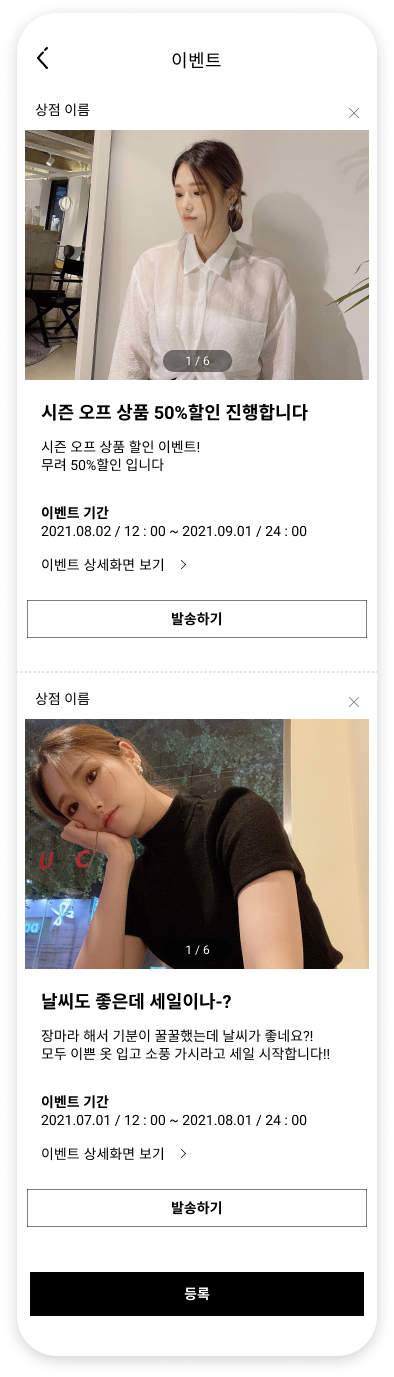 이벤트
상점 이름
1 / 6
시즌 오프 상품 50%할인 진행합니다
시즌 오프 상품 할인 이벤트!
무려 50%할인 입니다
이벤트 기간
2021.08.02 / 12 : 00 ~ 2021.09.01 / 24 : 00
이벤트 상세화면 보기
발송하기
상점 이름
U C
1 / 6
날씨도 좋은데 세일이나-?
장마라 해서 기분이 꿀꿀했는데 날씨가 좋네요?!
모두 이쁜 옷 입고 소풍 가시라고 세일 시작합니다!!
이벤트 기간
2021.07.01 / 12 : 00 ~ 2021.08.01 / 24 : 00
이벤트 상세화면 보기
발송하기
등록